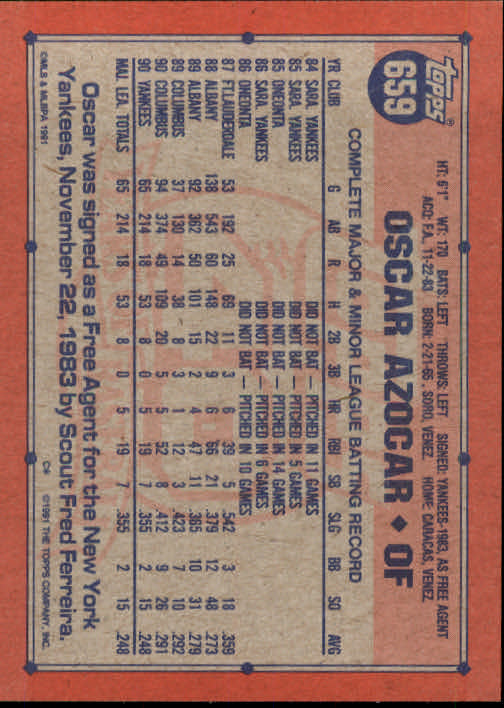 TOPPS®
659
HT: 6'1" WT: 170 BATS: LEFT THROWS: LEFT SIGNED: YANKEES-1983, AS FREE AGENT
ACQ: F.A., 11-22-83 BORN: 2-21-65, SORO, VENEZ. HOME: CARACAS, VENEZ.
OSCAR AZOCAR ♦ OF
COMPLETE MAJOR & MINOR LEAGUE BATTING RECORD
YR CLUB G AB R H 2B 3B HR RBI SB SLG BB SO AVG
84 SARA. YANKEES DID NOT BAT — PITCHED IN 11 GAMES
85 SARA. YANKEES DID NOT BAT — PITCHED IN 5 GAMES
85 ONEONTA DID NOT BAT — PITCHED IN 14 GAMES
86 SARA. YANKEES DID NOT BAT — PITCHED IN 6 GAMES
86 ONEONTA DID NOT BAT — PITCHED IN 10 GAMES
87 FT.LAUDERDALE 53 192 25 69 11 3 6 39 5 .542 3 18 .359
88 ALBANY 138 543 60 148 22 9 6 66 21 .379 12 48 .273
89 ALBANY 92 362 50 101 15 2 4 47 11 .365 10 31 .279
89 COLUMBUS 37 130 14 38 8 3 1 12 3 .423 7 10 .292
90 COLUMBUS 94 374 49 109 20 5 5 52 8 .412 9 26 .291
90 YANKEES 65 214 18 53 8 0 5 19 7 .355 2 15 .248
MAJ. LEA. TOTALS 65 214 18 53 8 0 5 19 7 .355 2 15 .248
Oscar was signed as a Free Agent for the New York
Yankees, November 22, 1983 by Scout Fred Ferreira.
©MLB & MLBPA 1991
C* ©1991 THE TOPPS COMPANY, INC.